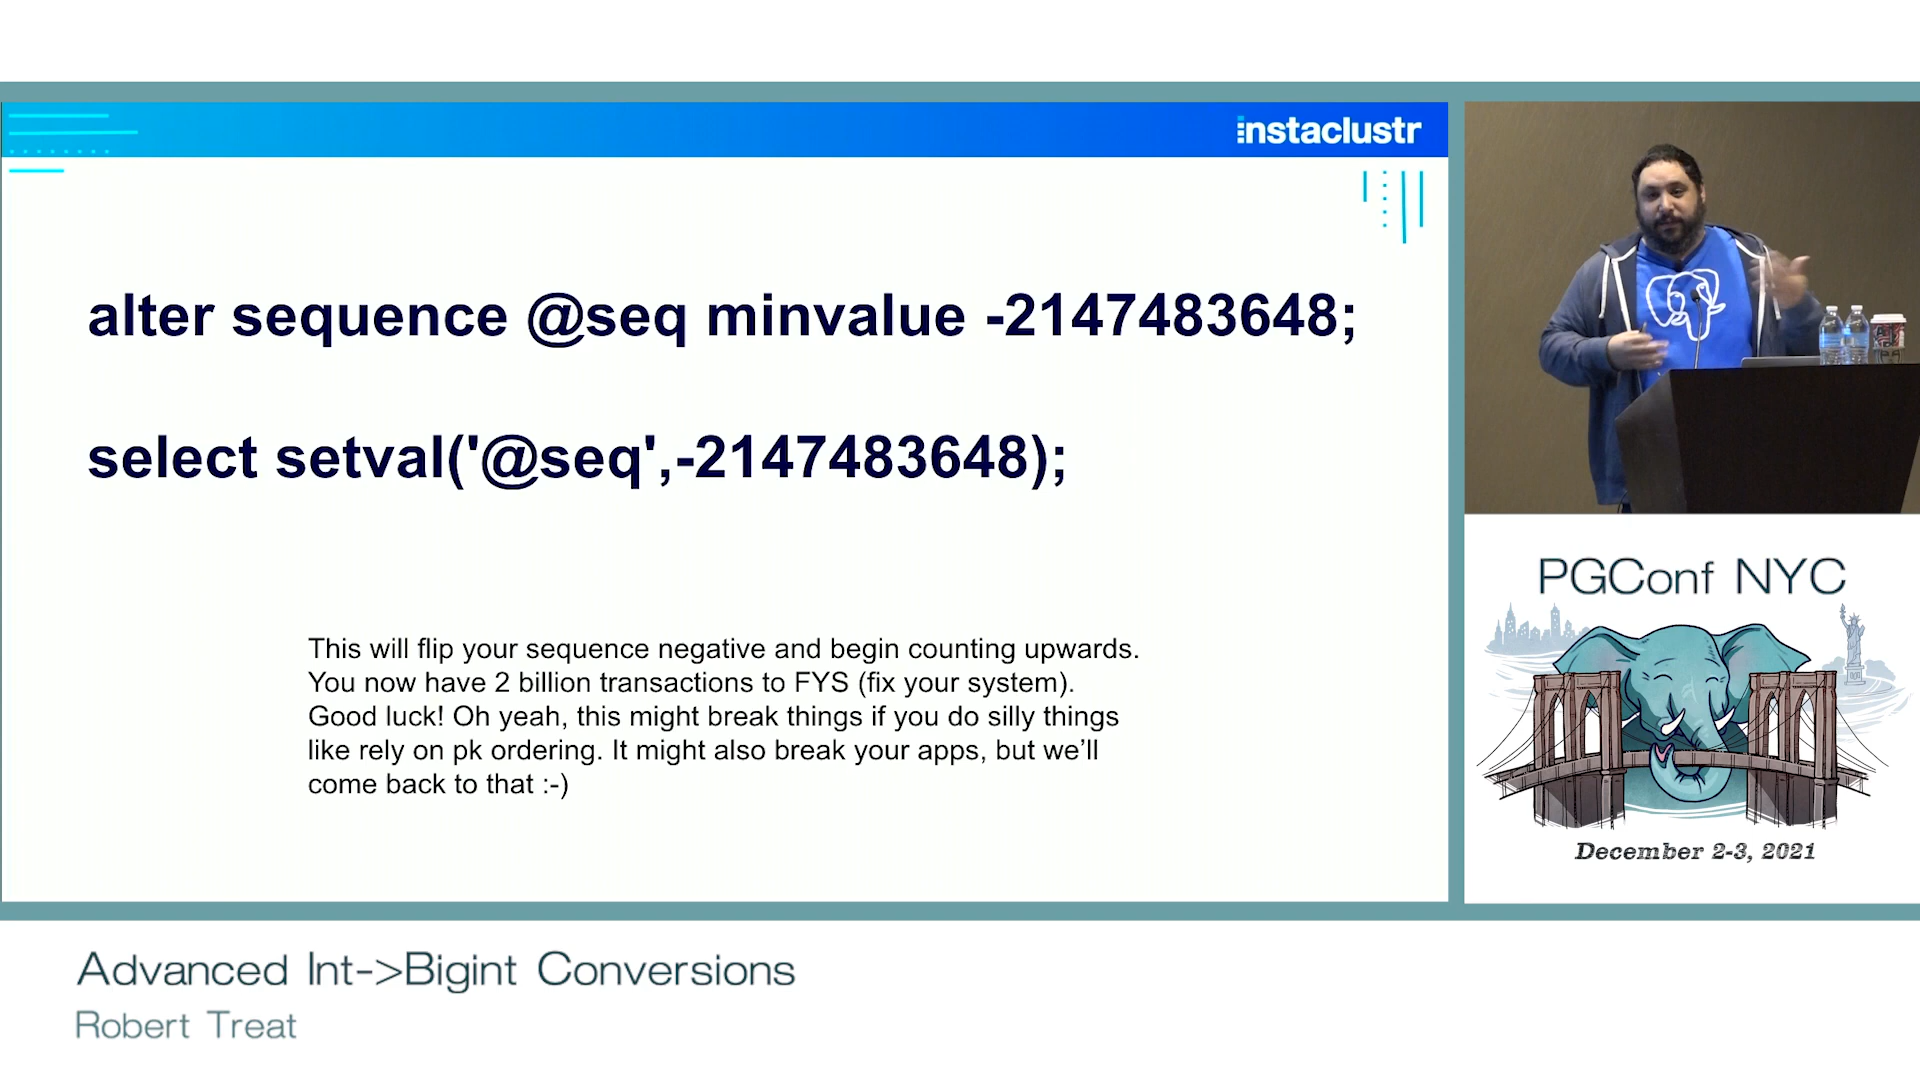 instaclustr
alter sequence @seq minvalue -2147483648;
select setval('@seq',-2147483648);
This will flip your sequence negative and begin counting upwards.
You now have 2 billion transactions to FYS (fix your system).
Good luck! Oh yeah, this might break things if you do silly things
like rely on pk ordering. It might also break your apps, but we’ll
come back to that :-)
PGConf NYC
December 2-3, 2021
Advanced Int->Bigint Conversions
Robert Treat